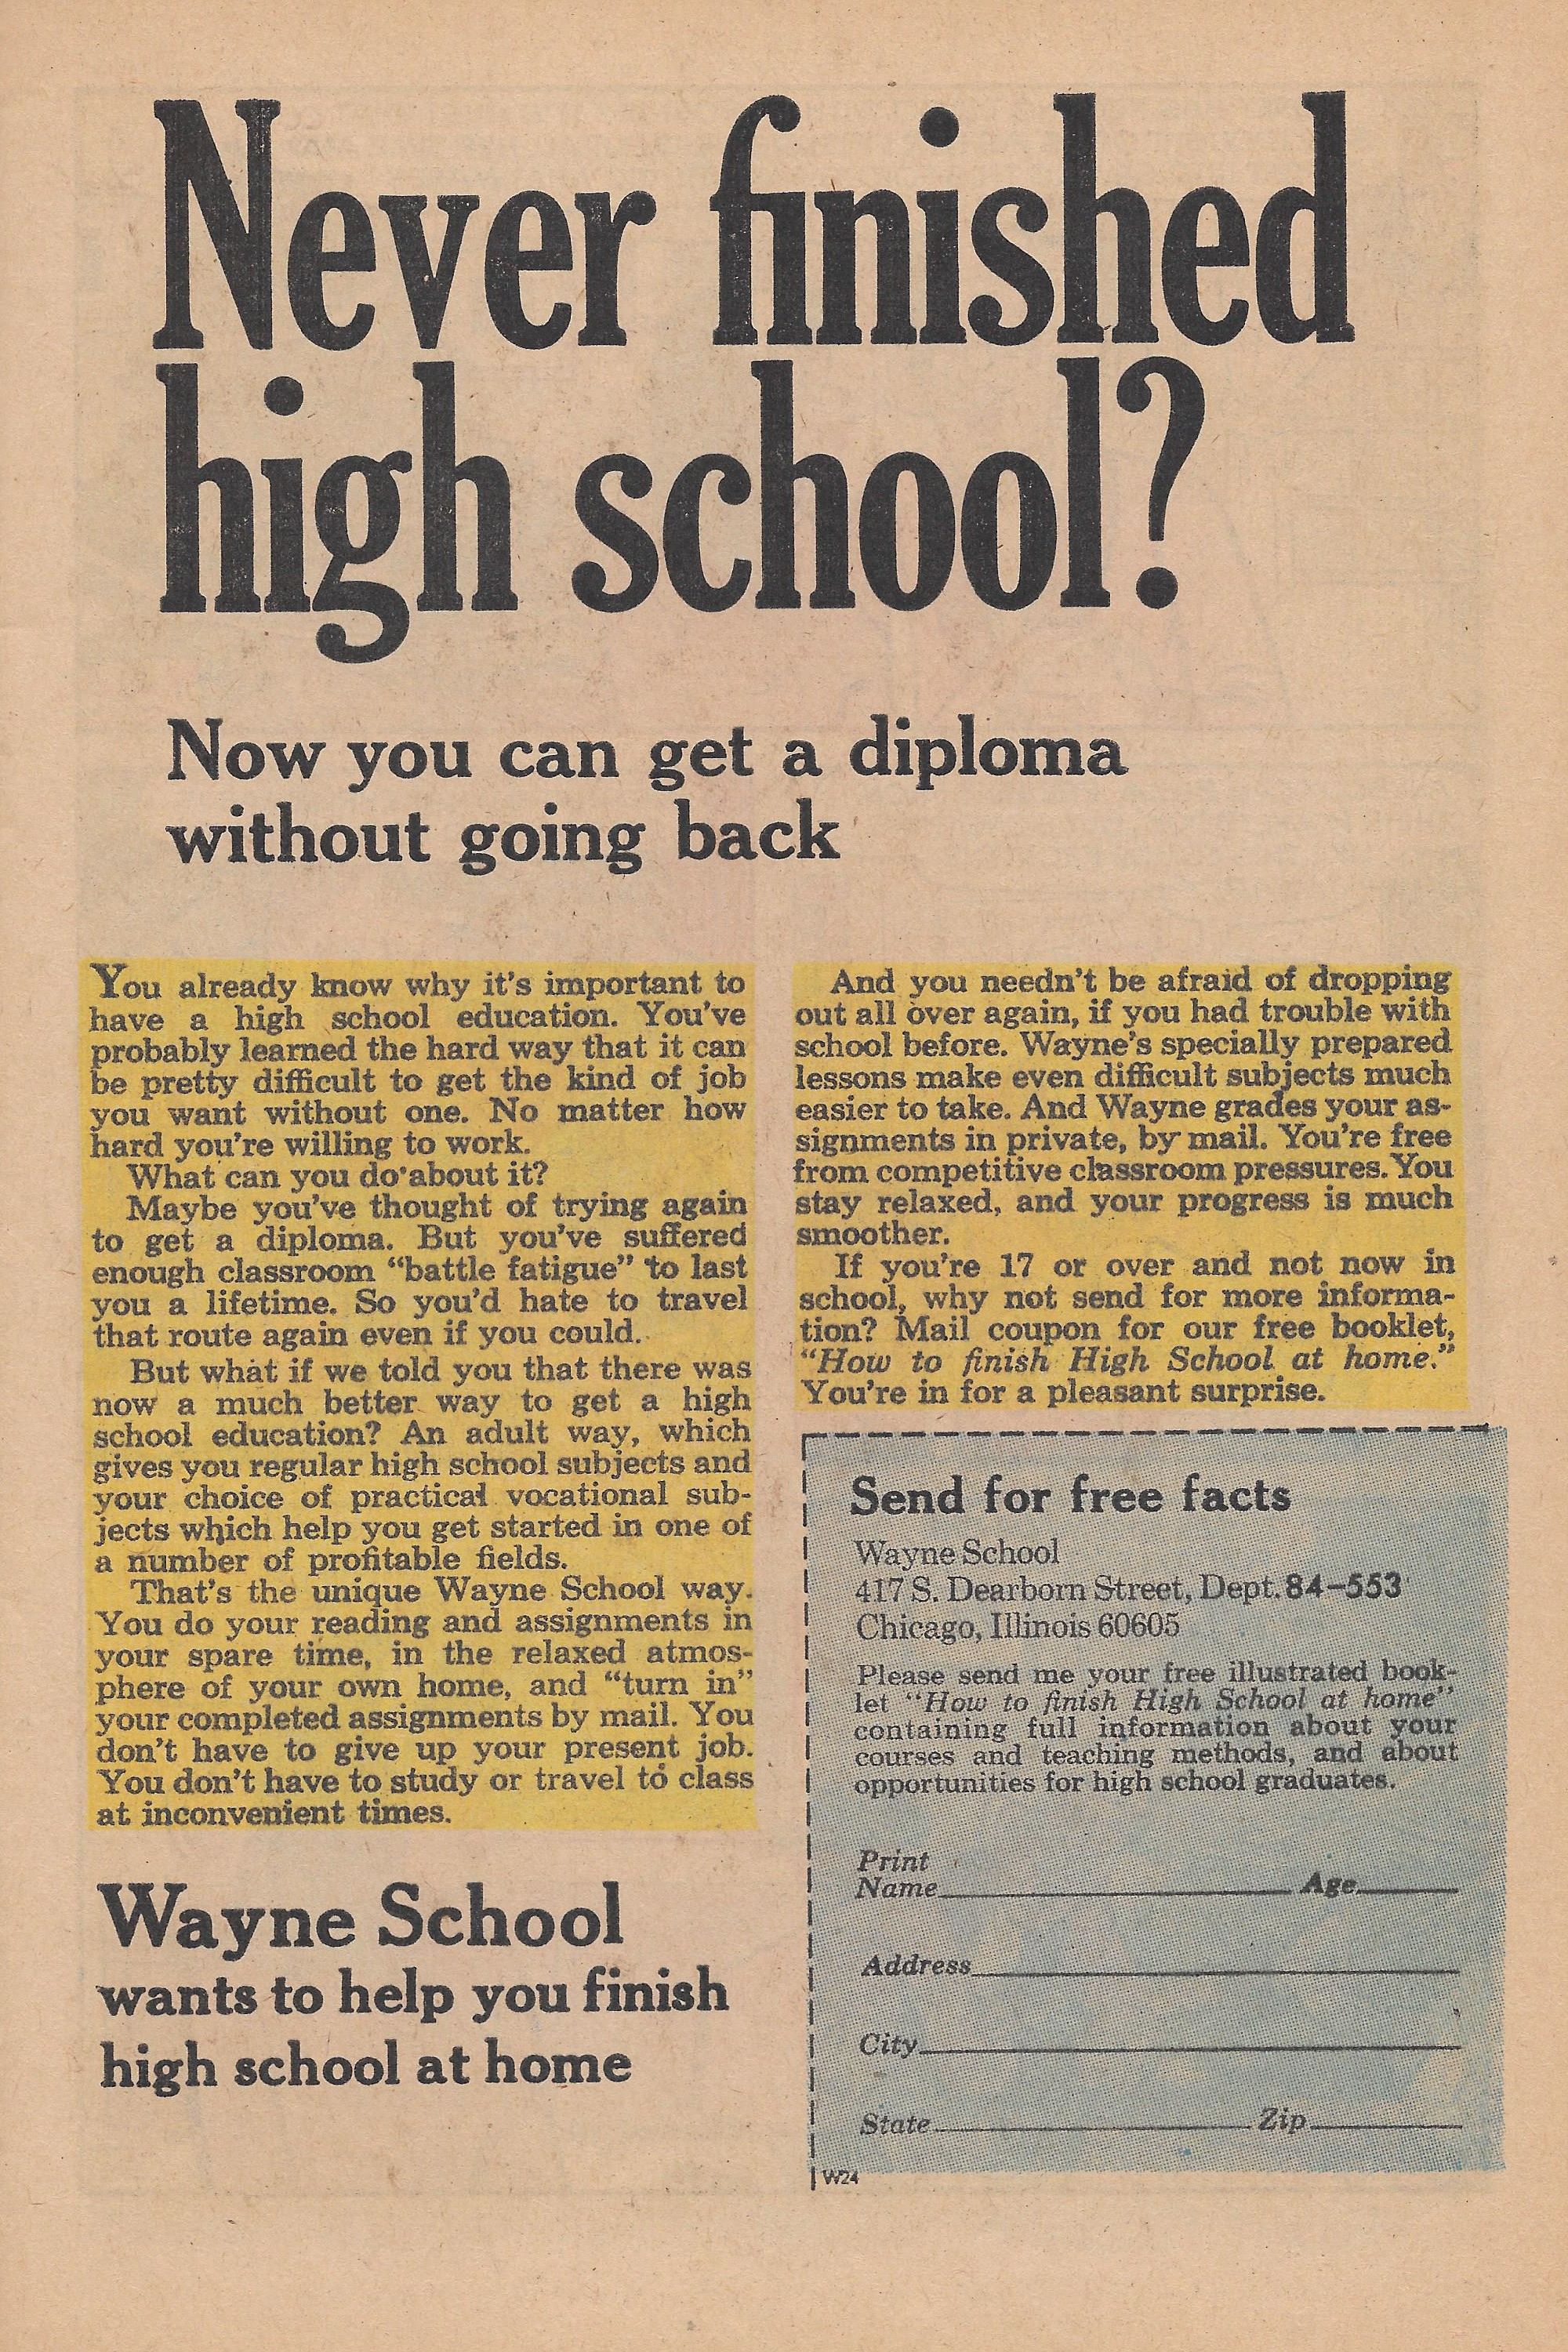 Never finished
high school?
Now you can get a diploma
without going back
You already know why it's important to
have a high school education. You've
probably learned the hard way that it can
be pretty difficult to get the kind of job
you want without one. No matter how
hard you're willing to work.
What can you do about it?
Maybe you've thought of trying again
to get a diploma. But you've suffered
enough classroom “battle fatigue” to last
you a lifetime. So you'd hate to travel
that route again even if you could.
But what if we told you that there was
now a much better way to get a high
school education? An adult way, which
gives you regular high school subjects and
your choice of practical vocational sub-
jects which help you get started in one of
a number of profitable fields.
That's the unique Wayne School way.
You do your reading and assignments in
your spare time, in the relaxed atmos-
phere of your own home, and “turn in”
your completed assignments by mail. You
don't have to give up your present job.
You don't have to study or travel to class
at inconvenient times.
Wayne School
wants to help you finish
high school at home
And you needn't be afraid of dropping
out all over again, if you had trouble with
school before. Wayne's specially prepared
lessons make even difficult subjects much
easier to take. And Wayne grades your as-
signments in private, by mail. You're free
from competitive classroom pressures. You
stay relaxed, and your progress is much
smoother.
If you're 17 or over and not now in
school, why not send for more informa-
tion? Mail coupon for our free booklet,
“How to finish High School at home.”
You're in for a pleasant surprise.
Send for free facts
Wayne School
417 S. Dearborn Street, Dept. 84-553
Chicago, Illinois 60605
Please send me your free illustrated book-
let “How to finish High School at home”
containing full information about your
courses and teaching methods, and about
opportunities for high school graduates.
Print
Name Age
Address
City
State Zip
W24